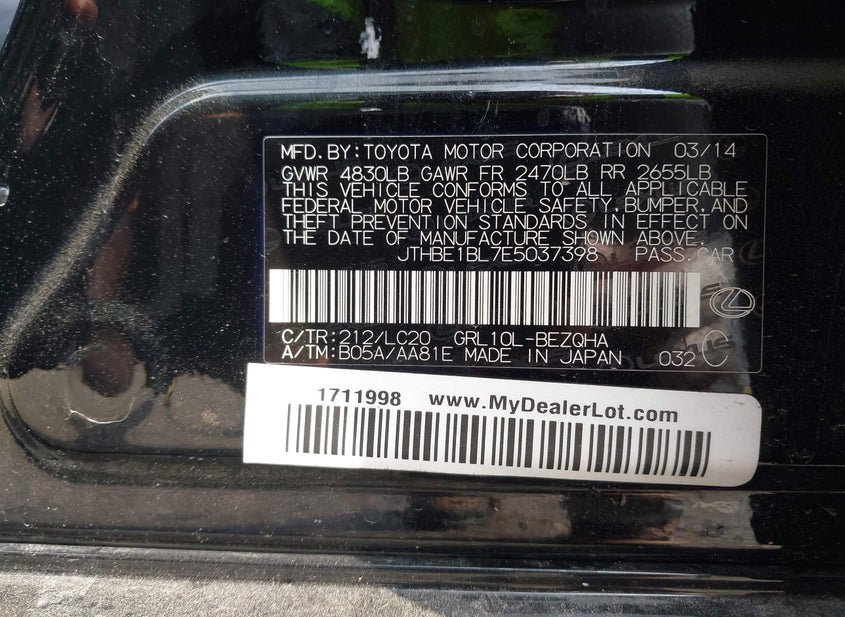 MFD.BY:TOYOTA MOTOR CORPORATION 03/14
GVWR 4830LB GAWR FR 2470LB RR 2655LB
THIS VEHICLE CONFORMS TO ALL APPLICABLE
FEDERAL MOTOR VEHICLE SAFETY,BUMPER,AND
THEFT PREVENTION STANDARDS IN EFFECT ON
THE DATE OF MANUFACTURE SHOWN ABOVE.
JTHBE1BL7E5037398 PASS.CAR
C/TR:212/LC20 GRL10L-BEZQHA
A/TM:B05A/AA81E MADE IN JAPAN 032 C
1711998 www.MyDealerLot.com